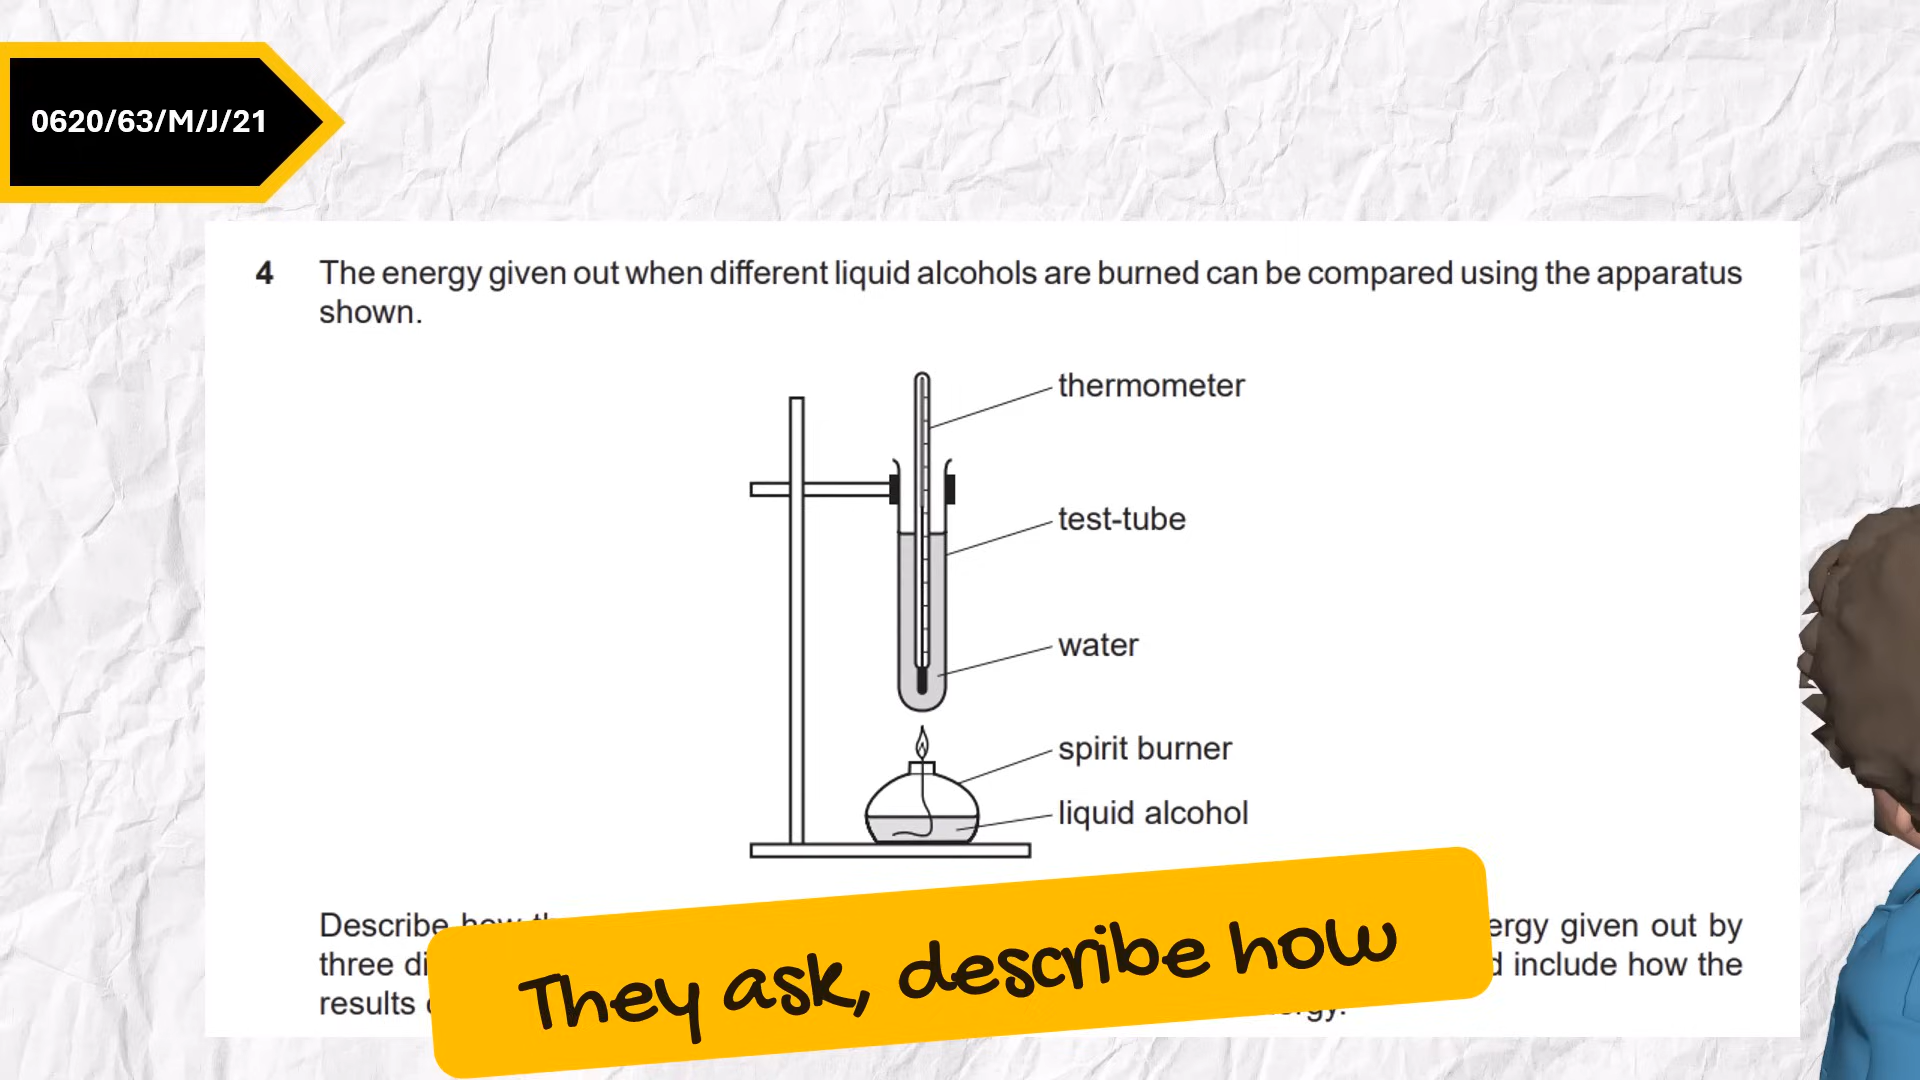 0620/63/M/J/21
4 The energy given out when different liquid alcohols are burned can be compared using the apparatus
shown.
thermometer
test-tube
water
spirit burner
liquid alcohol
Describe how given out by
three include how the
results
They ask, describe how